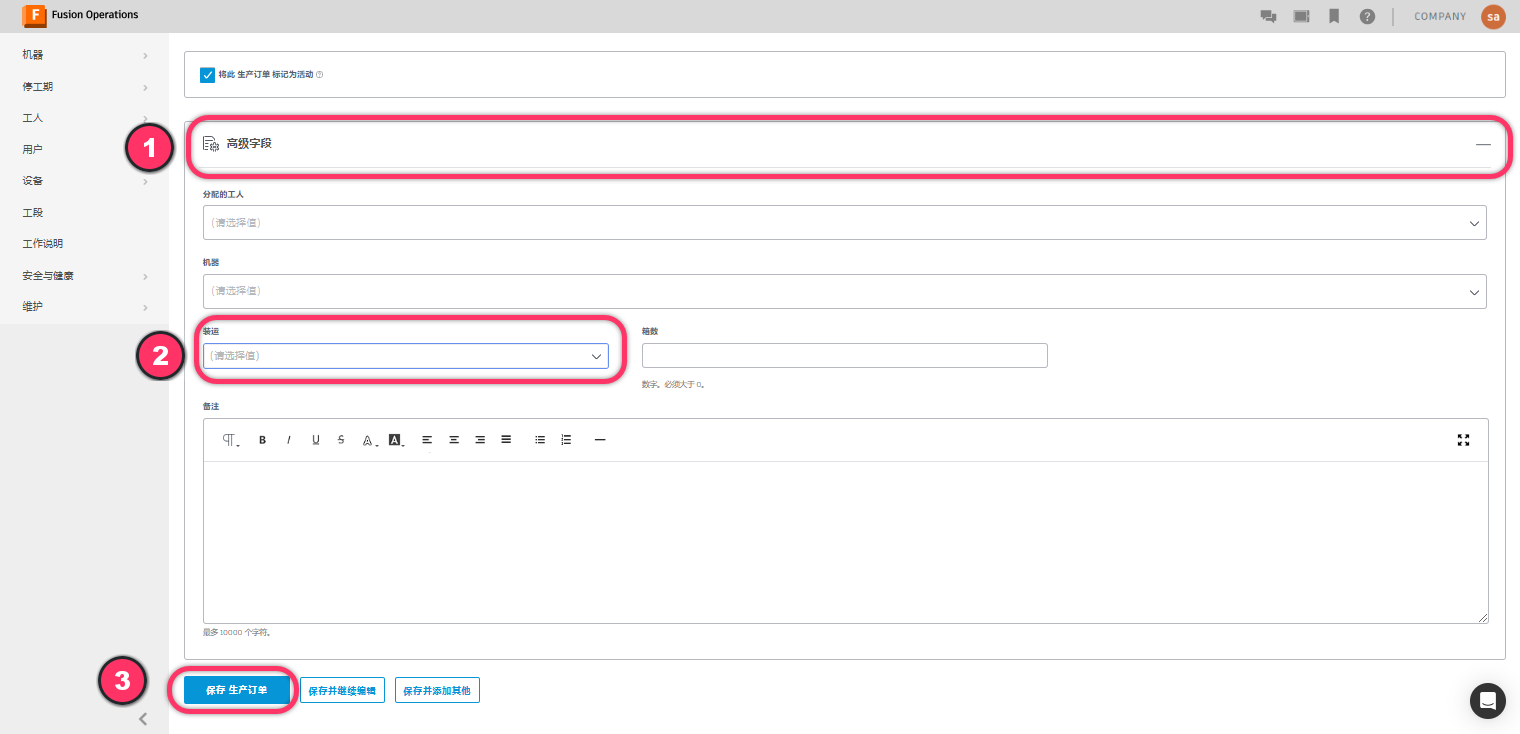 F Fusion Operations
? COMPANY sa
机器
停工期
工人
用户
设备
工段
工作说明
安全与健康
维护
将此 生产订单 标记为活动 ?
1
高级字段
分配的工人
(请选择值)
机器
(请选择值)
2
装运
(请选择值)
箱数
数字。必须大于 0。
备注
B I U S A A
最多 10000 个字符。
3
保存 生产订单 保存并继续编辑 保存并添加其他